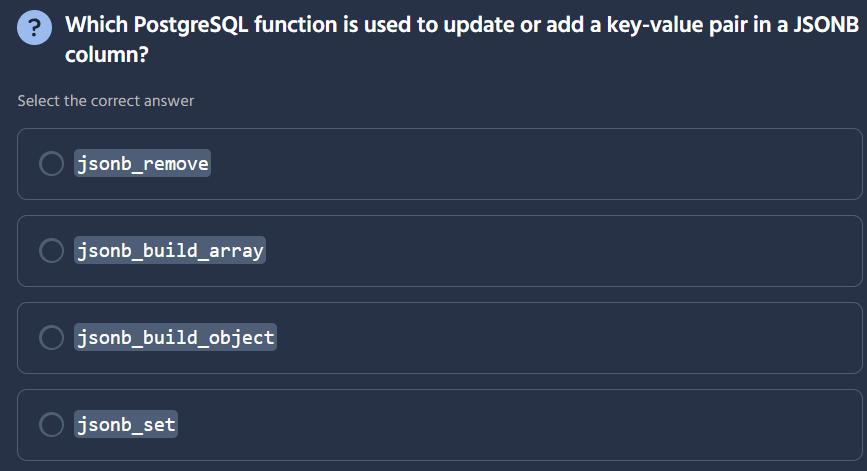 ? Which PostgreSQL function is used to update or add a key-value pair in a JSONB
column?
Select the correct answer
jsonb_remove
jsonb_build_array
jsonb_build_object
jsonb_set